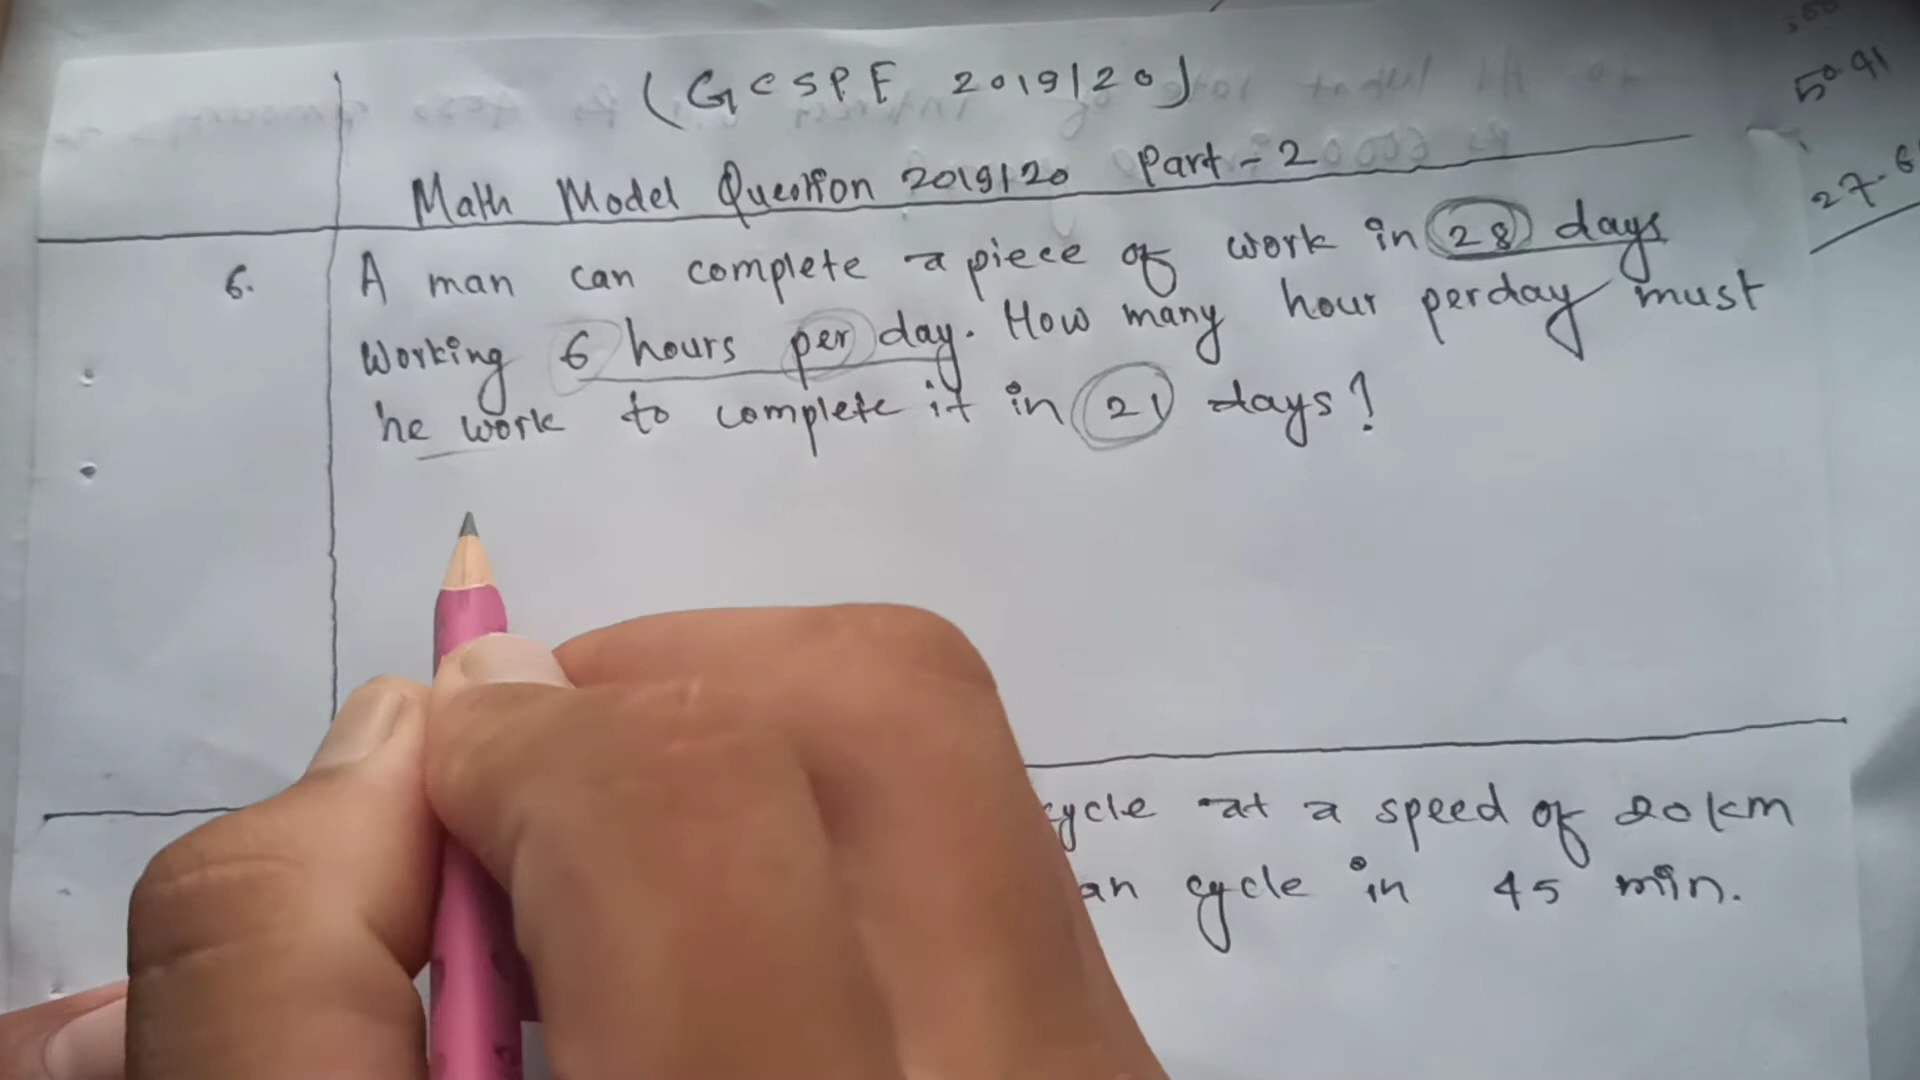 (GCSPF 2019/20)
Math Model Question 2019/20 Part - 2
6. A man can complete a piece of work in 28 days
Working 6 hours per day. How many hour perday must
he work to complete it in 21 days?
cycle at a speed of 20km
an cycle in 45 min.
50.91